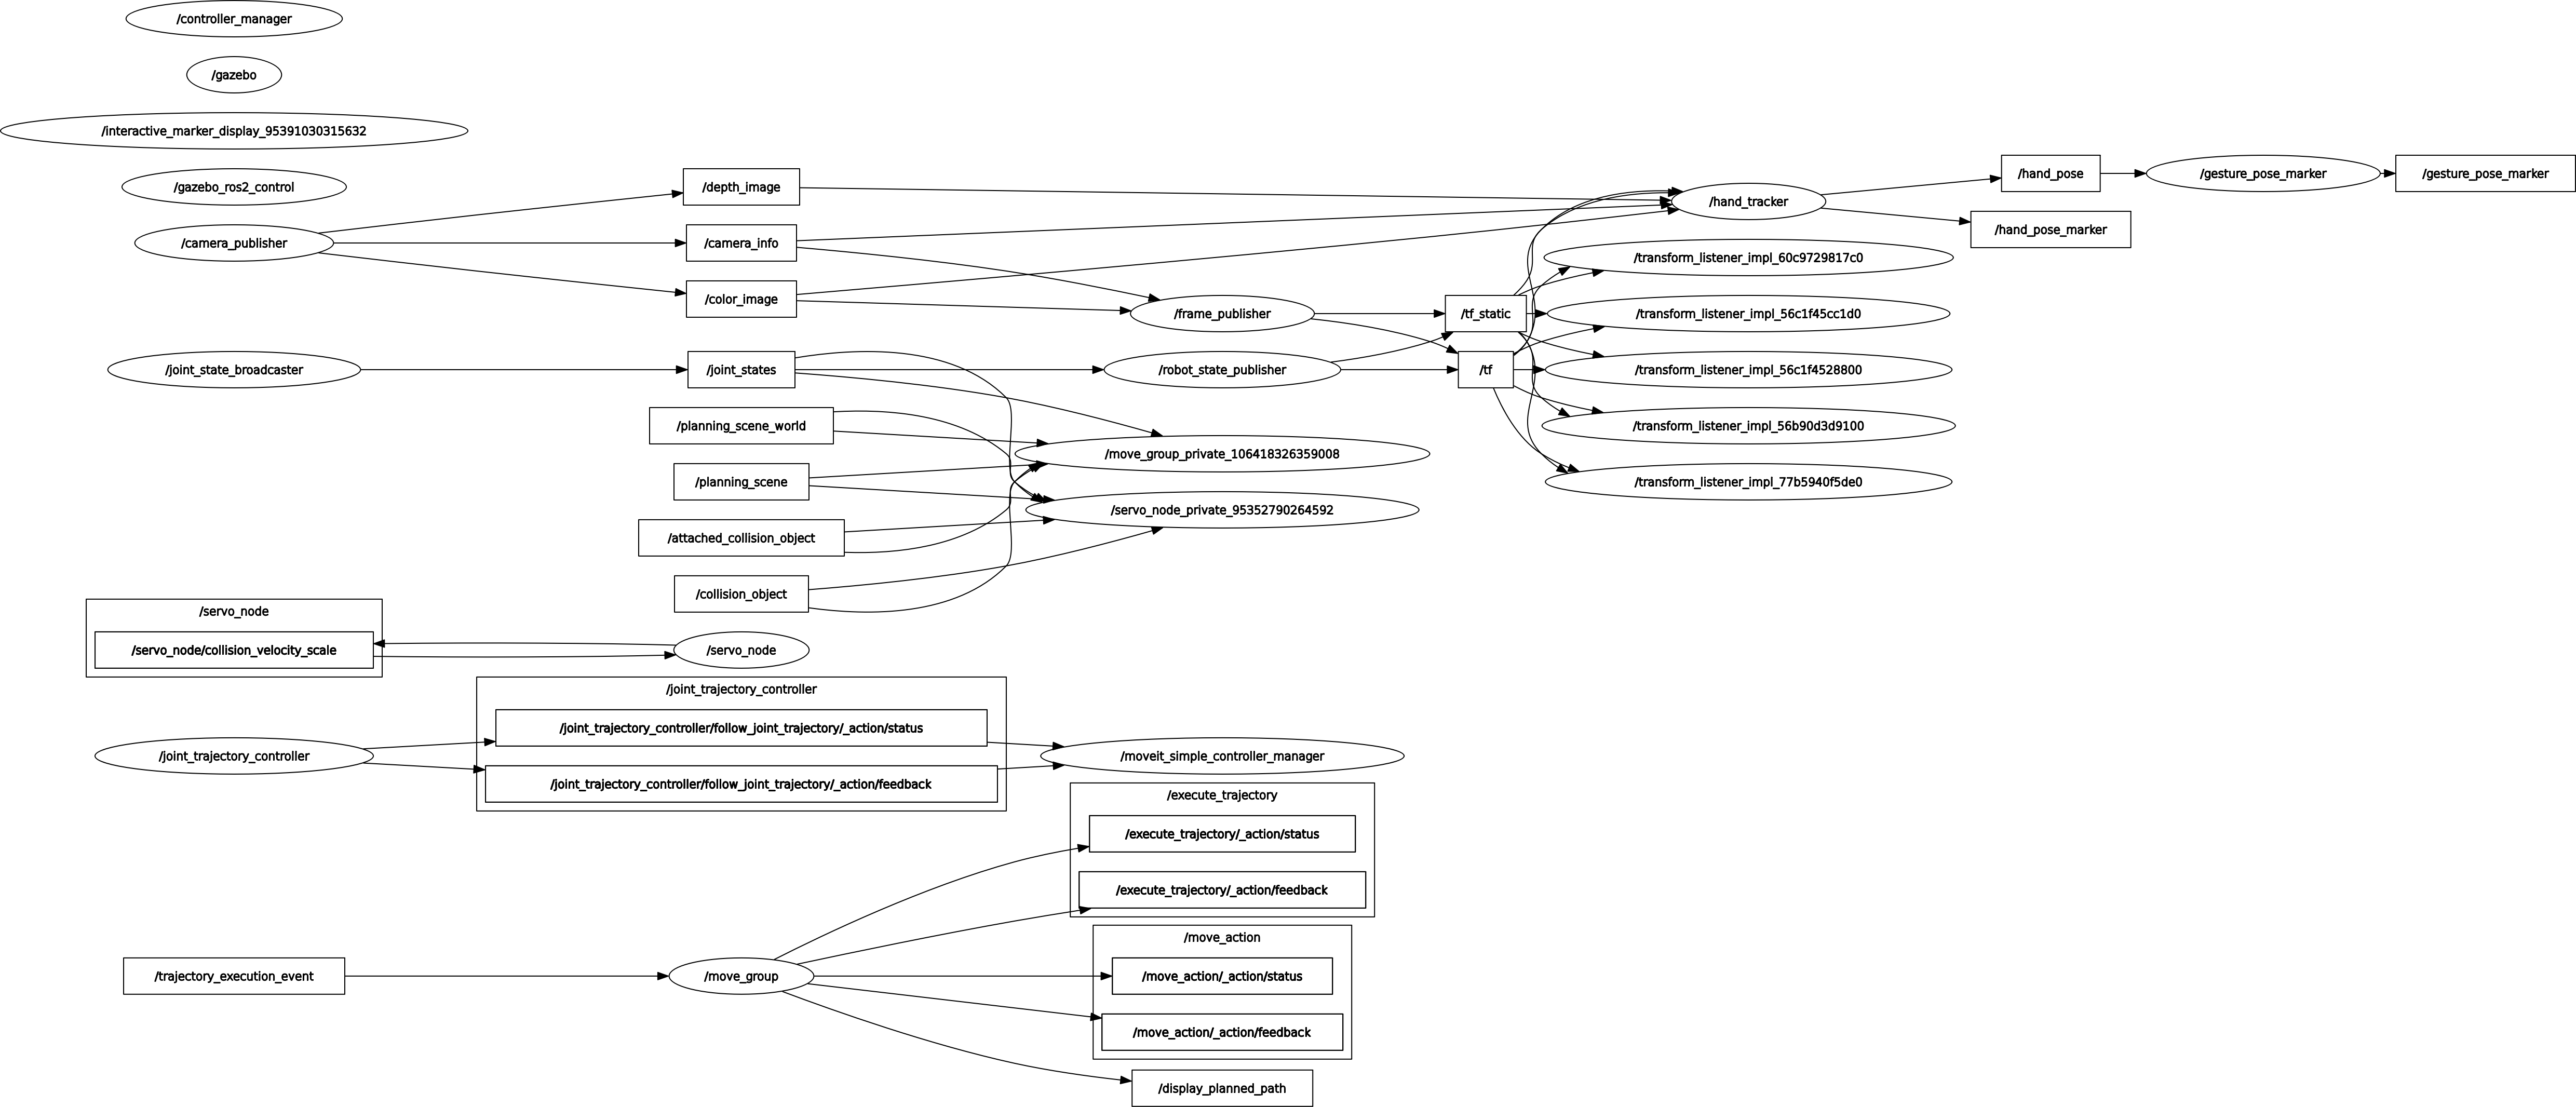 /controller_manager
/gazebo
/interactive_marker_display_95391030315632
/gazebo_ros2_control
/camera_publisher
/joint_state_broadcaster
/depth_image
/camera_info
/color_image
/joint_states
/planning_scene_world
/planning_scene
/attached_collision_object
/collision_object
/frame_publisher
/robot_state_publisher
/move_group_private_106418326359008
/servo_node_private_95352790264592
/tf_static
/tf
/hand_tracker
/transform_listener_impl_60c9729817c0
/transform_listener_impl_56c1f45cc1d0
/transform_listener_impl_56c1f4528800
/transform_listener_impl_56b90d3d9100
/transform_listener_impl_77b5940f5de0
/hand_pose
/hand_pose_marker
/gesture_pose_marker
/gesture_pose_marker
/servo_node
/servo_node/collision_velocity_scale
/servo_node
/joint_trajectory_controller
/joint_trajectory_controller
/joint_trajectory_controller/follow_joint_trajectory/_action/status
/joint_trajectory_controller/follow_joint_trajectory/_action/feedback
/moveit_simple_controller_manager
/execute_trajectory
/execute_trajectory/_action/status
/execute_trajectory/_action/feedback
/trajectory_execution_event
/move_group
/move_action
/move_action/_action/status
/move_action/_action/feedback
/display_planned_path